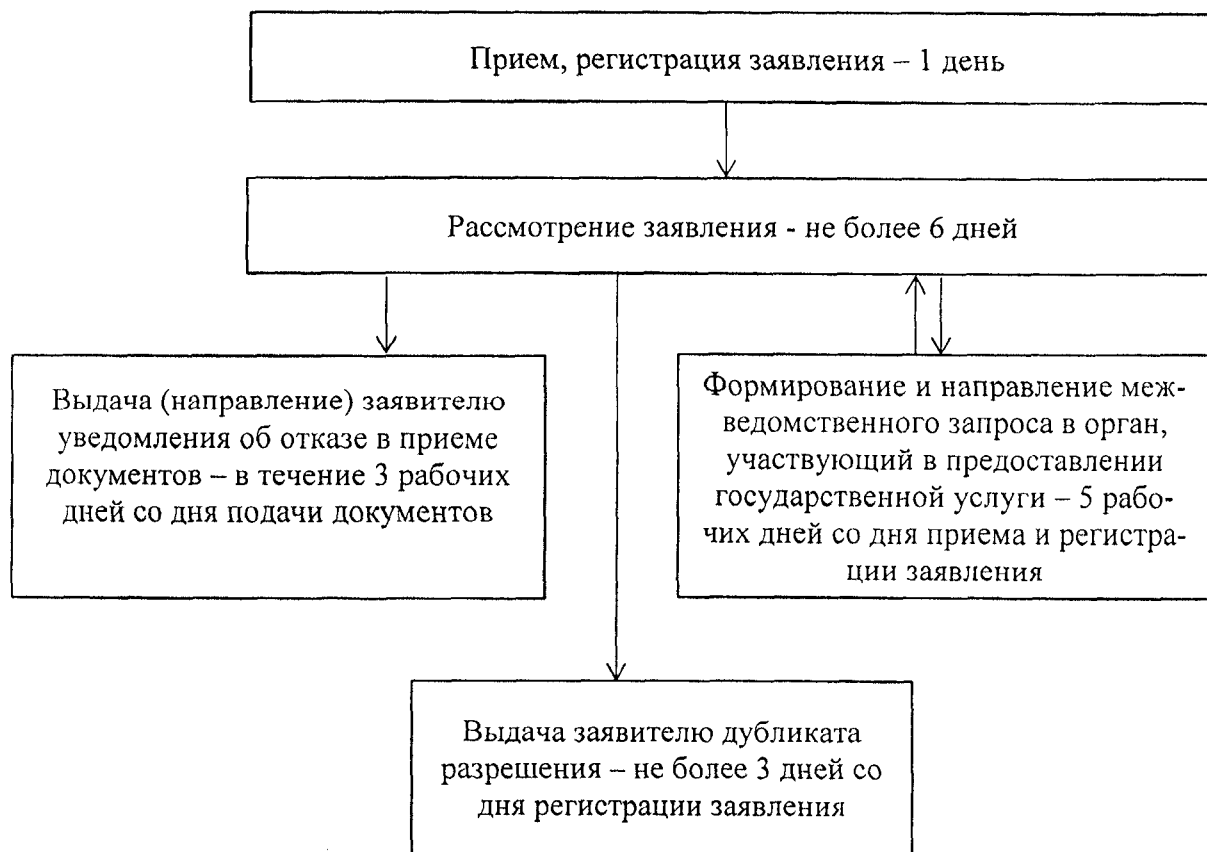 Прием, регистрация заявления – 1 день
Рассмотрение заявления - не более 6 дней
Выдача (направление) заявителю
уведомления об отказе в приеме
документов – в течение 3 рабочих
дней со дня подачи документов
Формирование и направление меж-
ведомственного запроса в орган,
участвующий в предоставлении
государственной услуги – 5 рабо-
чих дней со дня приема и регистра-
ции заявления
Выдача заявителю дубликата
разрешения – не более 3 дней со
дня регистрации заявления